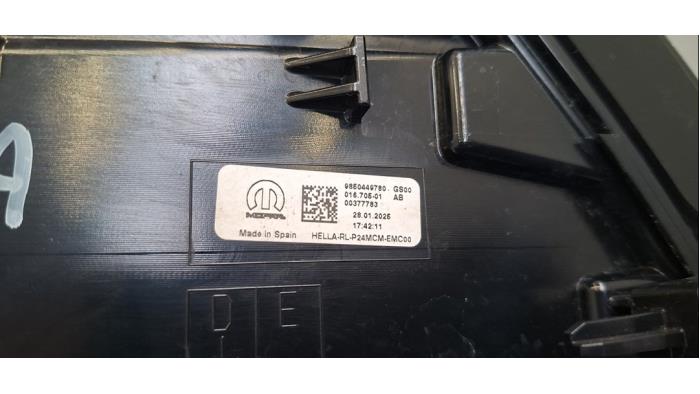 A
MOPAR
Made in Spain
9850449780 GS00
016.705-01 AB
00377783
28.01.2025
17:42:11
HELLA-RL-P24MCM-EMC00
D E